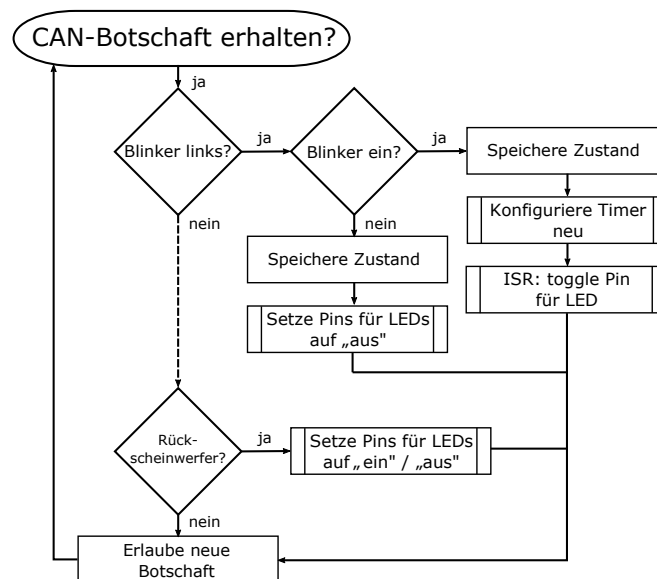 CAN-Botschaft erhalten?
ja
Blinker links?
ja
Blinker ein?
ja
Speichere Zustand
Konfiguriere Timer
neu
ISR: toggle Pin
für LED
nein
nein
Speichere Zustand
Setze Pins für LEDs
auf „aus"
Rück-
scheinwerfer?
ja
Setze Pins für LEDs
auf „ein" / „aus"
nein
Erlaube neue
Botschaft